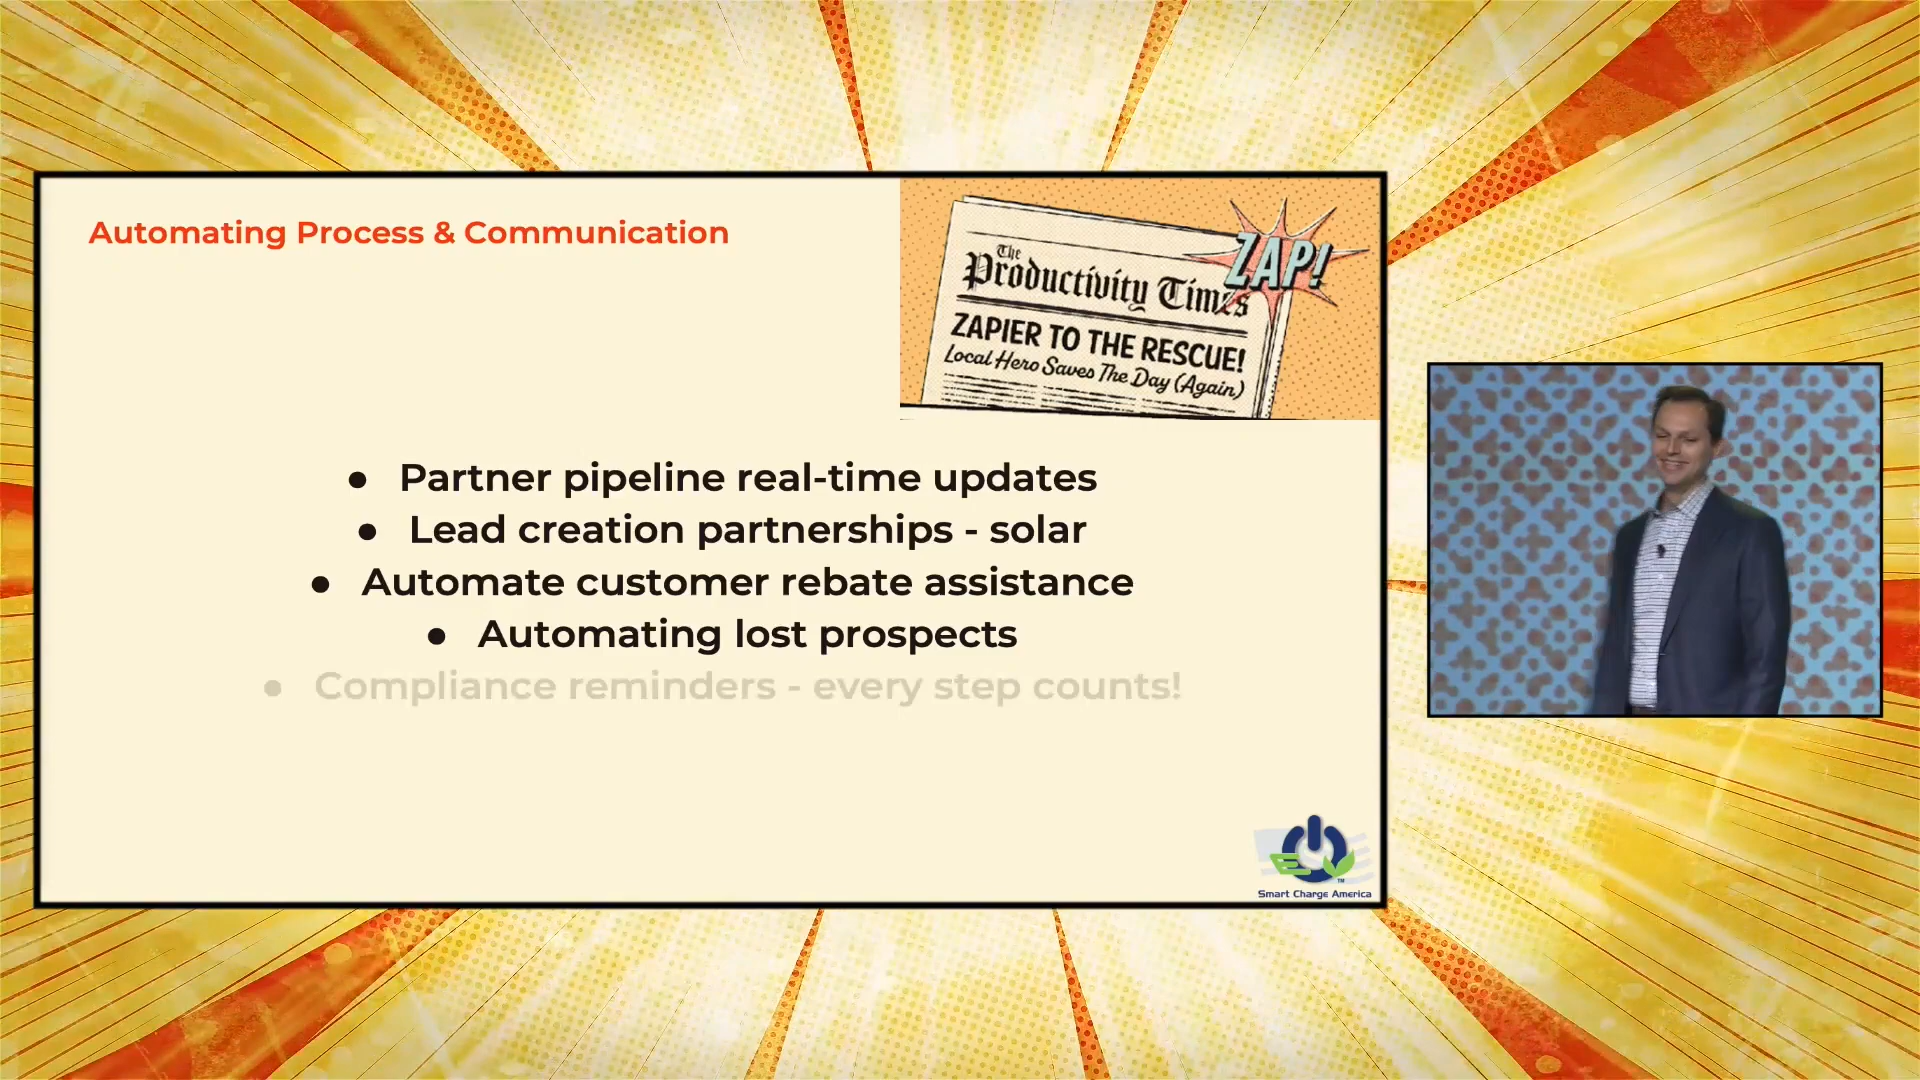 Automating Process & Communication
The
Productivity Times
ZAP!
ZAPIER TO THE RESCUE!
Local Hero Saves The Day (Again)
● Partner pipeline real-time updates
● Lead creation partnerships - solar
● Automate customer rebate assistance
● Automating lost prospects
● Compliance reminders - every step counts!
E
V
TM
Smart Charge America